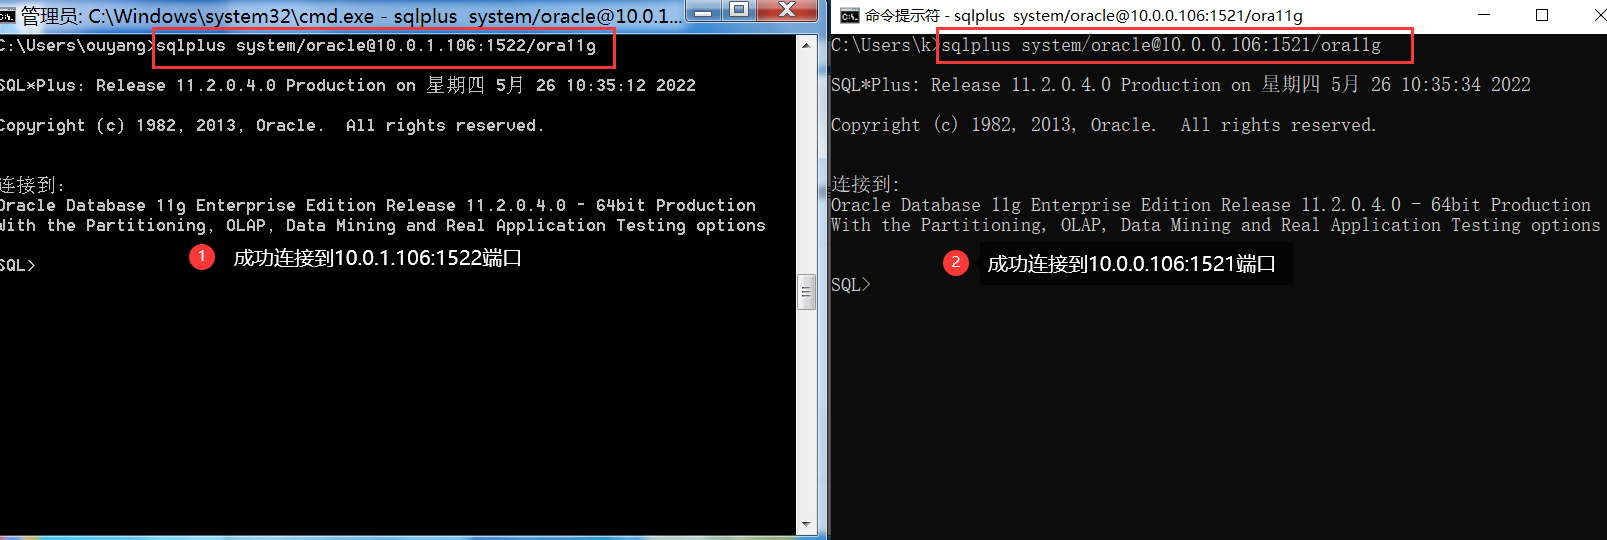 管理员: C:\Windows\system32\cmd.exe - sqlplus  system/oracle@10.0.1...
C:\Users\ouyang>sqlplus system/oracle@10.0.1.106:1522/ora11g
SQL*Plus: Release 11.2.0.4.0 Production on 星期四 5月 26 10:35:12 2022
Copyright (c) 1982, 2013, Oracle.  All rights reserved.
连接到:
Oracle Database 11g Enterprise Edition Release 11.2.0.4.0 - 64bit Production
With the Partitioning, OLAP, Data Mining and Real Application Testing options
1 成功连接到10.0.1.106:1522端口
SQL>
命令提示符 - sqlplus  system/oracle@10.0.0.106:1521/ora11g
C:\Users\k>sqlplus system/oracle@10.0.0.106:1521/ora11g
SQL*Plus: Release 11.2.0.4.0 Production on 星期四 5月 26 10:35:34 2022
Copyright (c) 1982, 2013, Oracle.  All rights reserved.
连接到:
Oracle Database 11g Enterprise Edition Release 11.2.0.4.0 - 64bit Production
With the Partitioning, OLAP, Data Mining and Real Application Testing options
2 成功连接到10.0.0.106:1521端口
SQL>